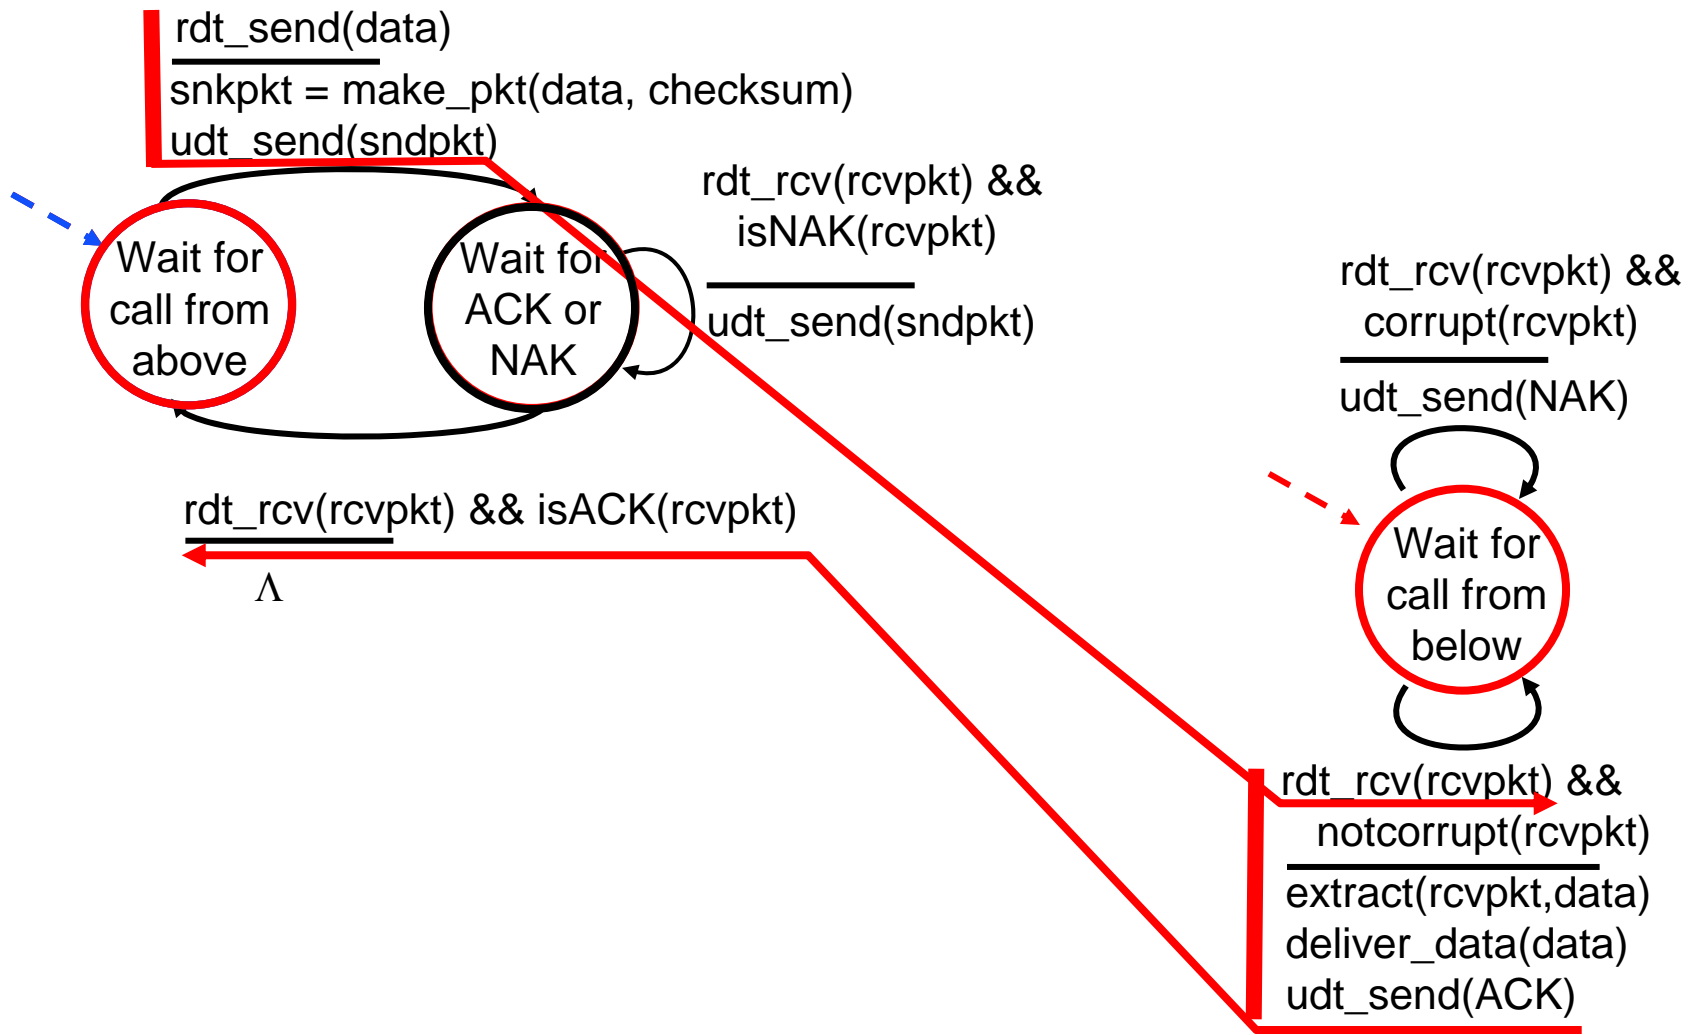 rdt_send(data)
snkpkt = make_pkt(data, checksum)
udt_send(sndpkt)
Wait for
call from
above
Wait for
ACK or
NAK
rdt_rcv(rcvpkt) &&
isNAK(rcvpkt)
udt_send(sndpkt)
rdt_rcv(rcvpkt) && isACK(rcvpkt)
Λ
rdt_rcv(rcvpkt) &&
corrupt(rcvpkt)
udt_send(NAK)
Wait for
call from
below
rdt_rcv(rcvpkt) &&
notcorrupt(rcvpkt)
extract(rcvpkt,data)
deliver_data(data)
udt_send(ACK)